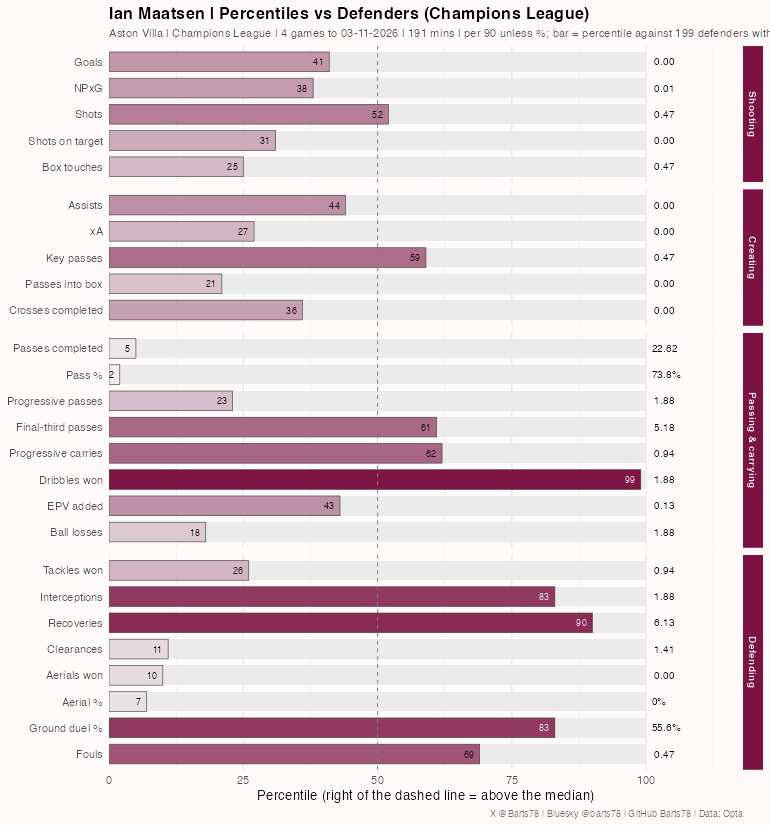 Ian Maatsen | Percentiles vs Defenders (Champions League)
Aston Villa | Champions League | 4 games to 03-11-2026 | 191 mins | per 90 unless %; bar = percentile against 199 defenders with
Goals 41 0.00
NPxG 38 0.01
Shots 52 0.47
Shots on target 31 0.00
Box touches 25 0.47
Shooting
Assists 44 0.00
xA 27 0.00
Key passes 59 0.47
Passes into box 21 0.00
Crosses completed 36 0.00
Creating
Passes completed 5 22.62
Pass % 2 73.8%
Progressive passes 23 1.88
Final-third passes 61 5.18
Progressive carries 62 0.94
Dribbles won 99 1.88
EPV added 43 0.13
Ball losses 18 1.88
Passing & carrying
Tackles won 26 0.94
Interceptions 83 1.88
Recoveries 90 6.13
Clearances 11 1.41
Aerials won 10 0.00
Aerial % 7 0%
Ground duel % 83 55.6%
Fouls 69 0.47
Defending
0 25 50 75 100
Percentile (right of the dashed line = above the median)
X @Barts78 | Bluesky @barts78 | GitHub Barts78 | Data: Opta